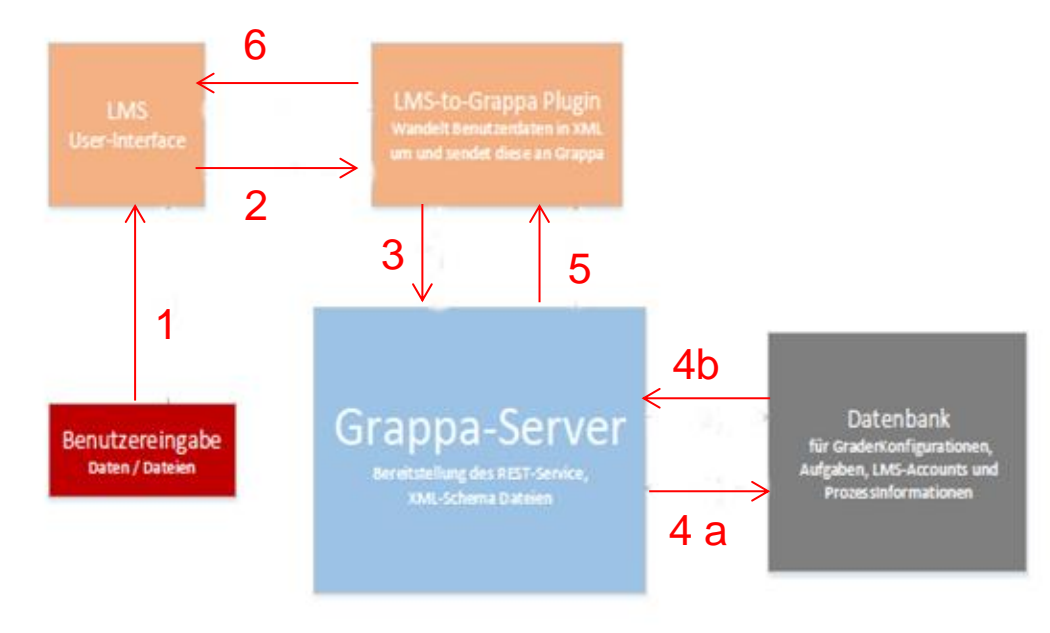 6
LMS
User-Interface
LMS-to-Grappa Plugin
Wandelt Benutzerdaten in XML
um und sendet diese an Grappa
2
3
5
1
4b
Benutzereingabe
Daten / Dateien
Grappa-Server
Bereitstellung des REST-Service,
XML-Schema Dateien
Datenbank
für GraderKonfigurationen,
Aufgaben, LMS-Accounts und
ProzessInformationen
4 a